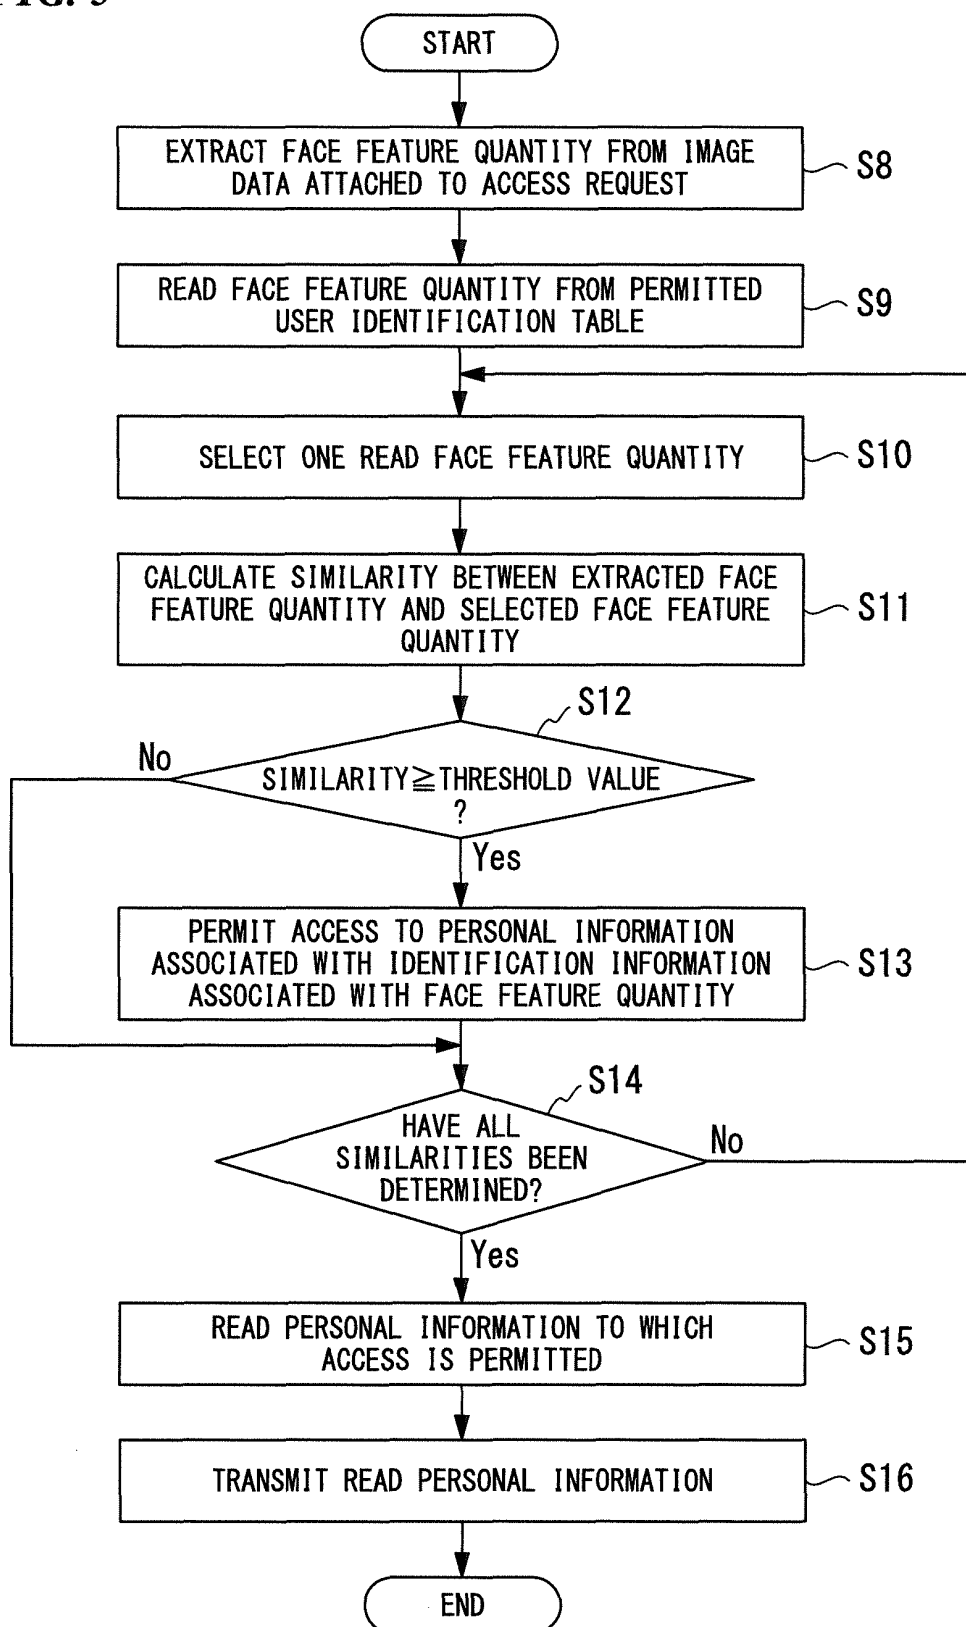 START
EXTRACT FACE FEATURE QUANTITY FROM IMAGE
DATA ATTACHED TO ACCESS REQUEST
S8
READ FACE FEATURE QUANTITY FROM PERMITTED
USER IDENTIFICATION TABLE
S9
SELECT ONE READ FACE FEATURE QUANTITY
S10
CALCULATE SIMILARITY BETWEEN EXTRACTED FACE
FEATURE QUANTITY AND SELECTED FACE FEATURE
QUANTITY
S11
S12
No
SIMILARITY≧THRESHOLD VALUE
?
Yes
PERMIT ACCESS TO PERSONAL INFORMATION
ASSOCIATED WITH IDENTIFICATION INFORMATION
ASSOCIATED WITH FACE FEATURE QUANTITY
S13
S14
HAVE ALL
SIMILARITIES BEEN
DETERMINED?
No
Yes
READ PERSONAL INFORMATION TO WHICH
ACCESS IS PERMITTED
S15
TRANSMIT READ PERSONAL INFORMATION
S16
END